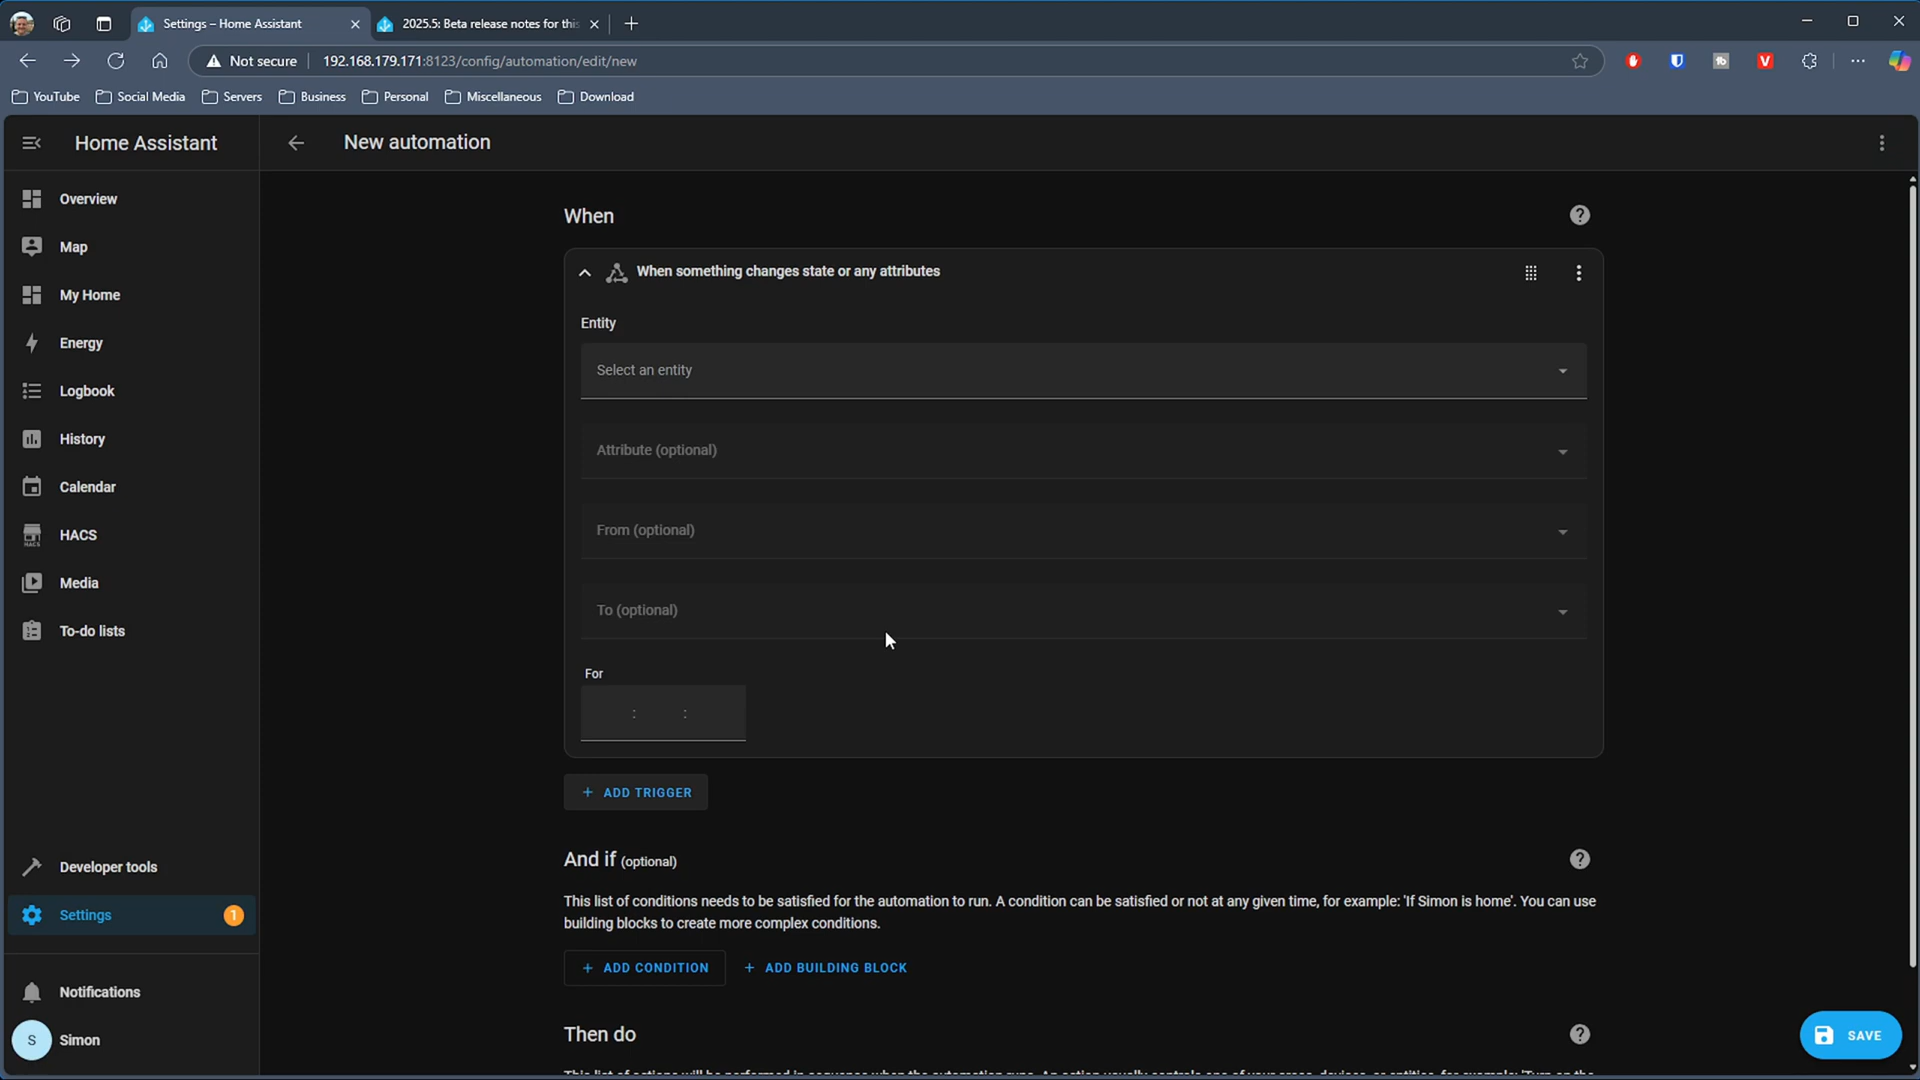 Settings – Home Assistant
2025.5: Beta release notes for this
Not secure
192.168.179.171:8123/config/automation/edit/new
YouTube
Social Media
Servers
Business
Personal
Miscellaneous
Download
Home Assistant
New automation
Overview
Map
My Home
Energy
Logbook
History
Calendar
HACS
HACS
Media
To-do lists
Developer tools
Settings
1
Notifications
S
Simon
When
When something changes state or any attributes
Entity
Select an entity
Attribute (optional)
From (optional)
To (optional)
For
: :
+ ADD TRIGGER
And if (optional)
This list of conditions needs to be satisfied for the automation to run. A condition can be satisfied or not at any given time, for example: 'If Simon is home'. You can use
building blocks to create more complex conditions.
+ ADD CONDITION
+ ADD BUILDING BLOCK
Then do
SAVE